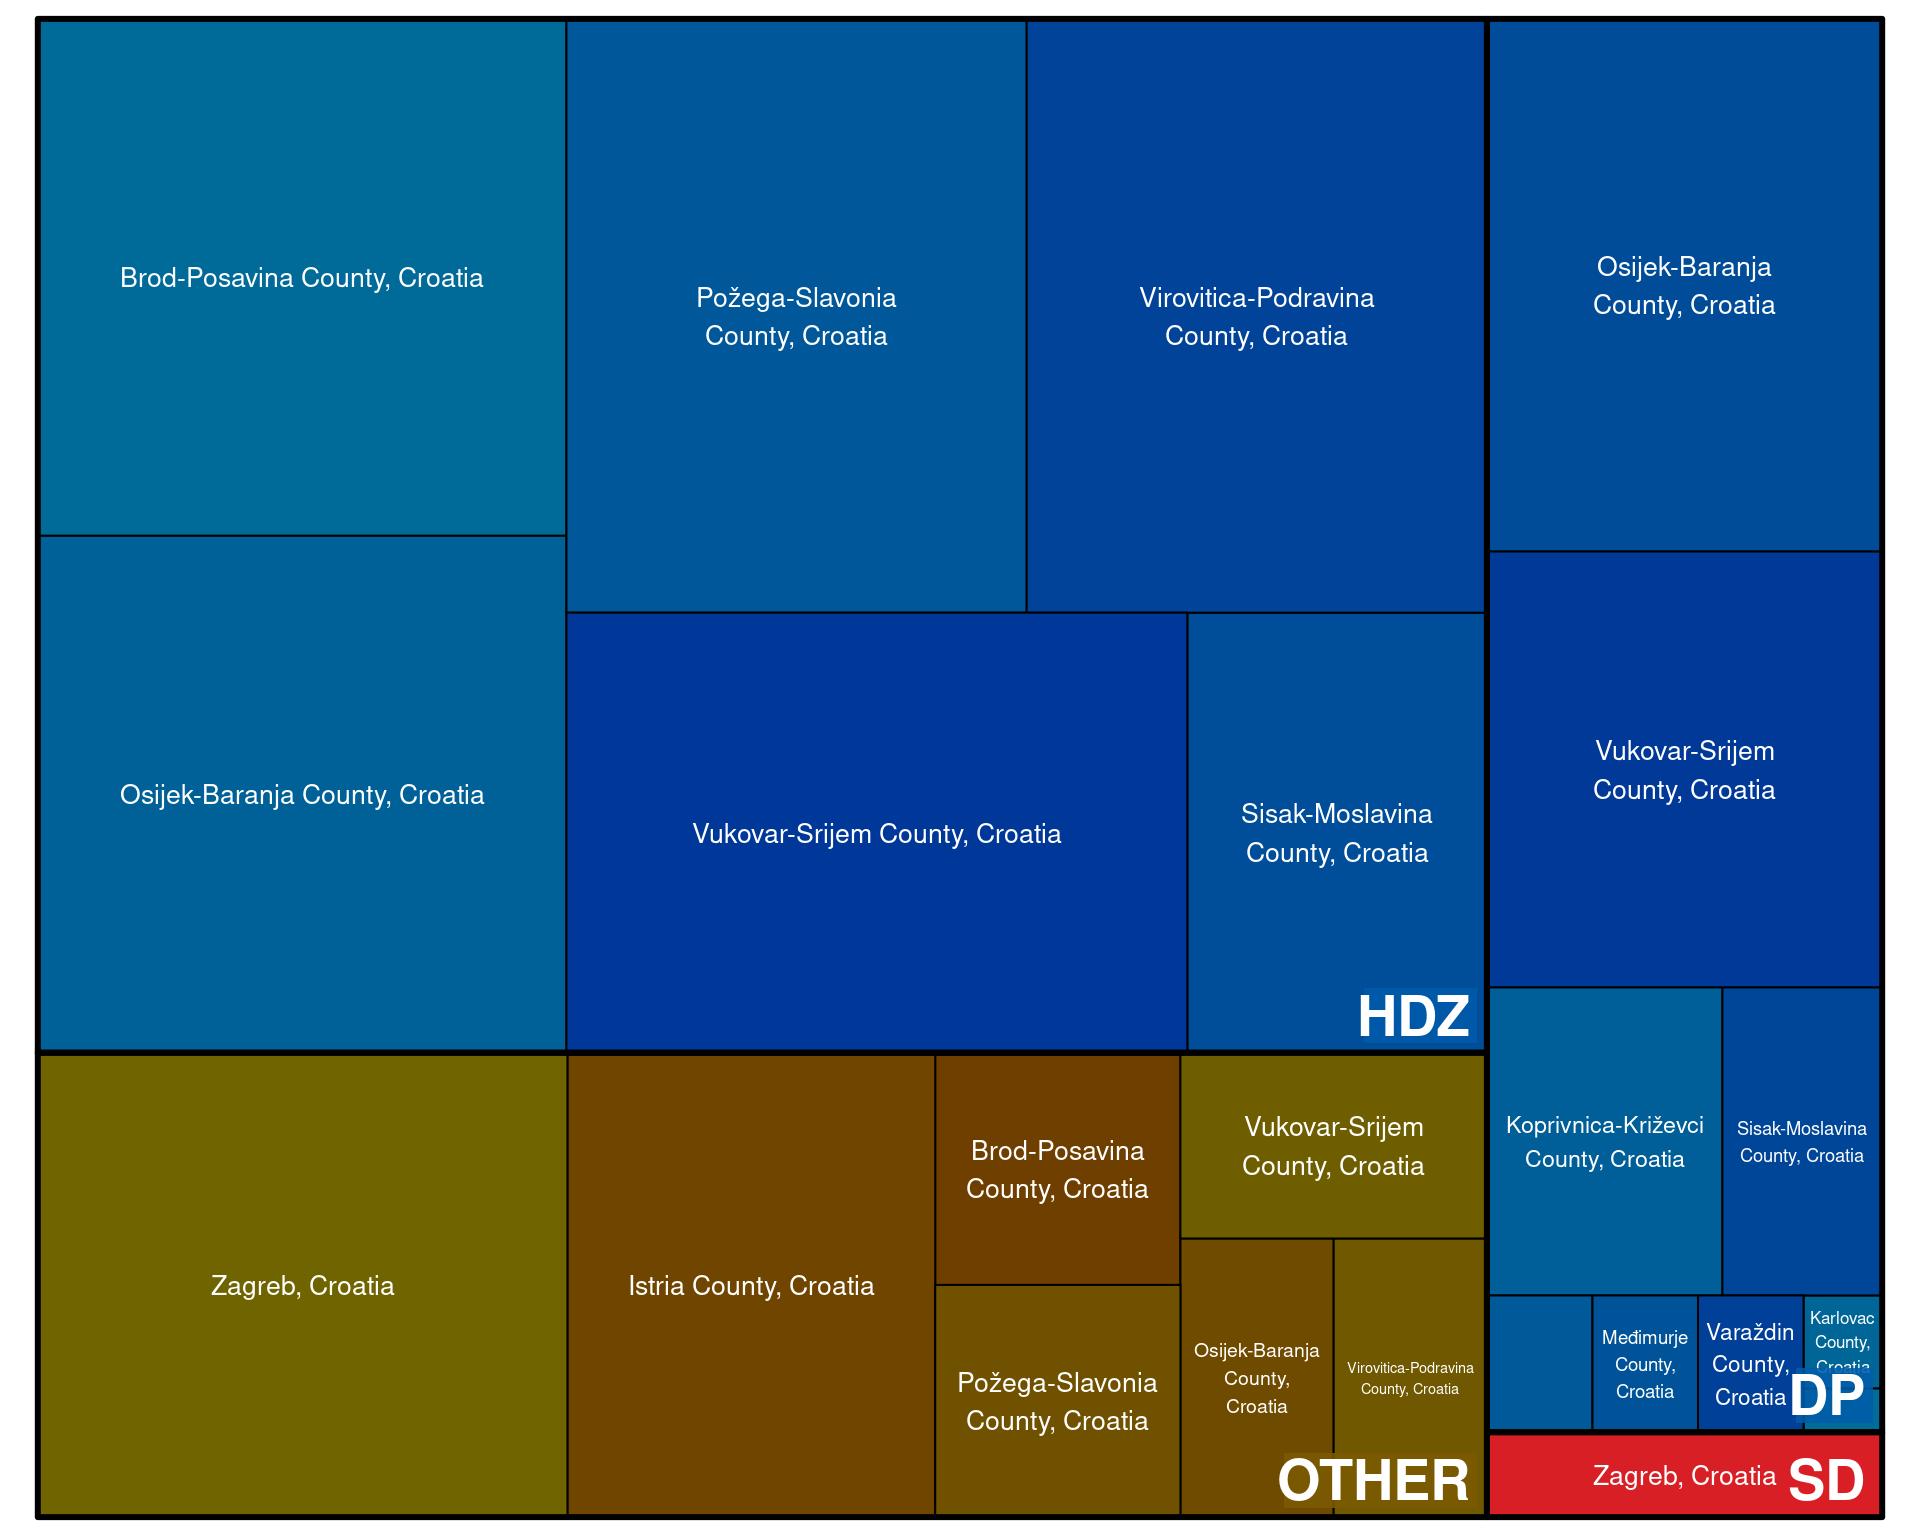 Brod-Posavina County, Croatia
Osijek-Baranja County, Croatia
Požega-Slavonia
County, Croatia
Virovitica-Podravina
County, Croatia
Vukovar-Srijem County, Croatia
Sisak-Moslavina
County, Croatia
HDZ
Osijek-Baranja
County, Croatia
Vukovar-Srijem
County, Croatia
Koprivnica-Križevci
County, Croatia
Sisak-Moslavina
County, Croatia
Međimurje
County,
Croatia
Varaždin
County,
Croatia
Karlovac
County,
Croatia
DP
Zagreb, Croatia
Istria County, Croatia
Brod-Posavina
County, Croatia
Požega-Slavonia
County, Croatia
Vukovar-Srijem
County, Croatia
Osijek-Baranja
County,
Croatia
Virovitica-Podravina
County, Croatia
OTHER
Zagreb, Croatia
SD